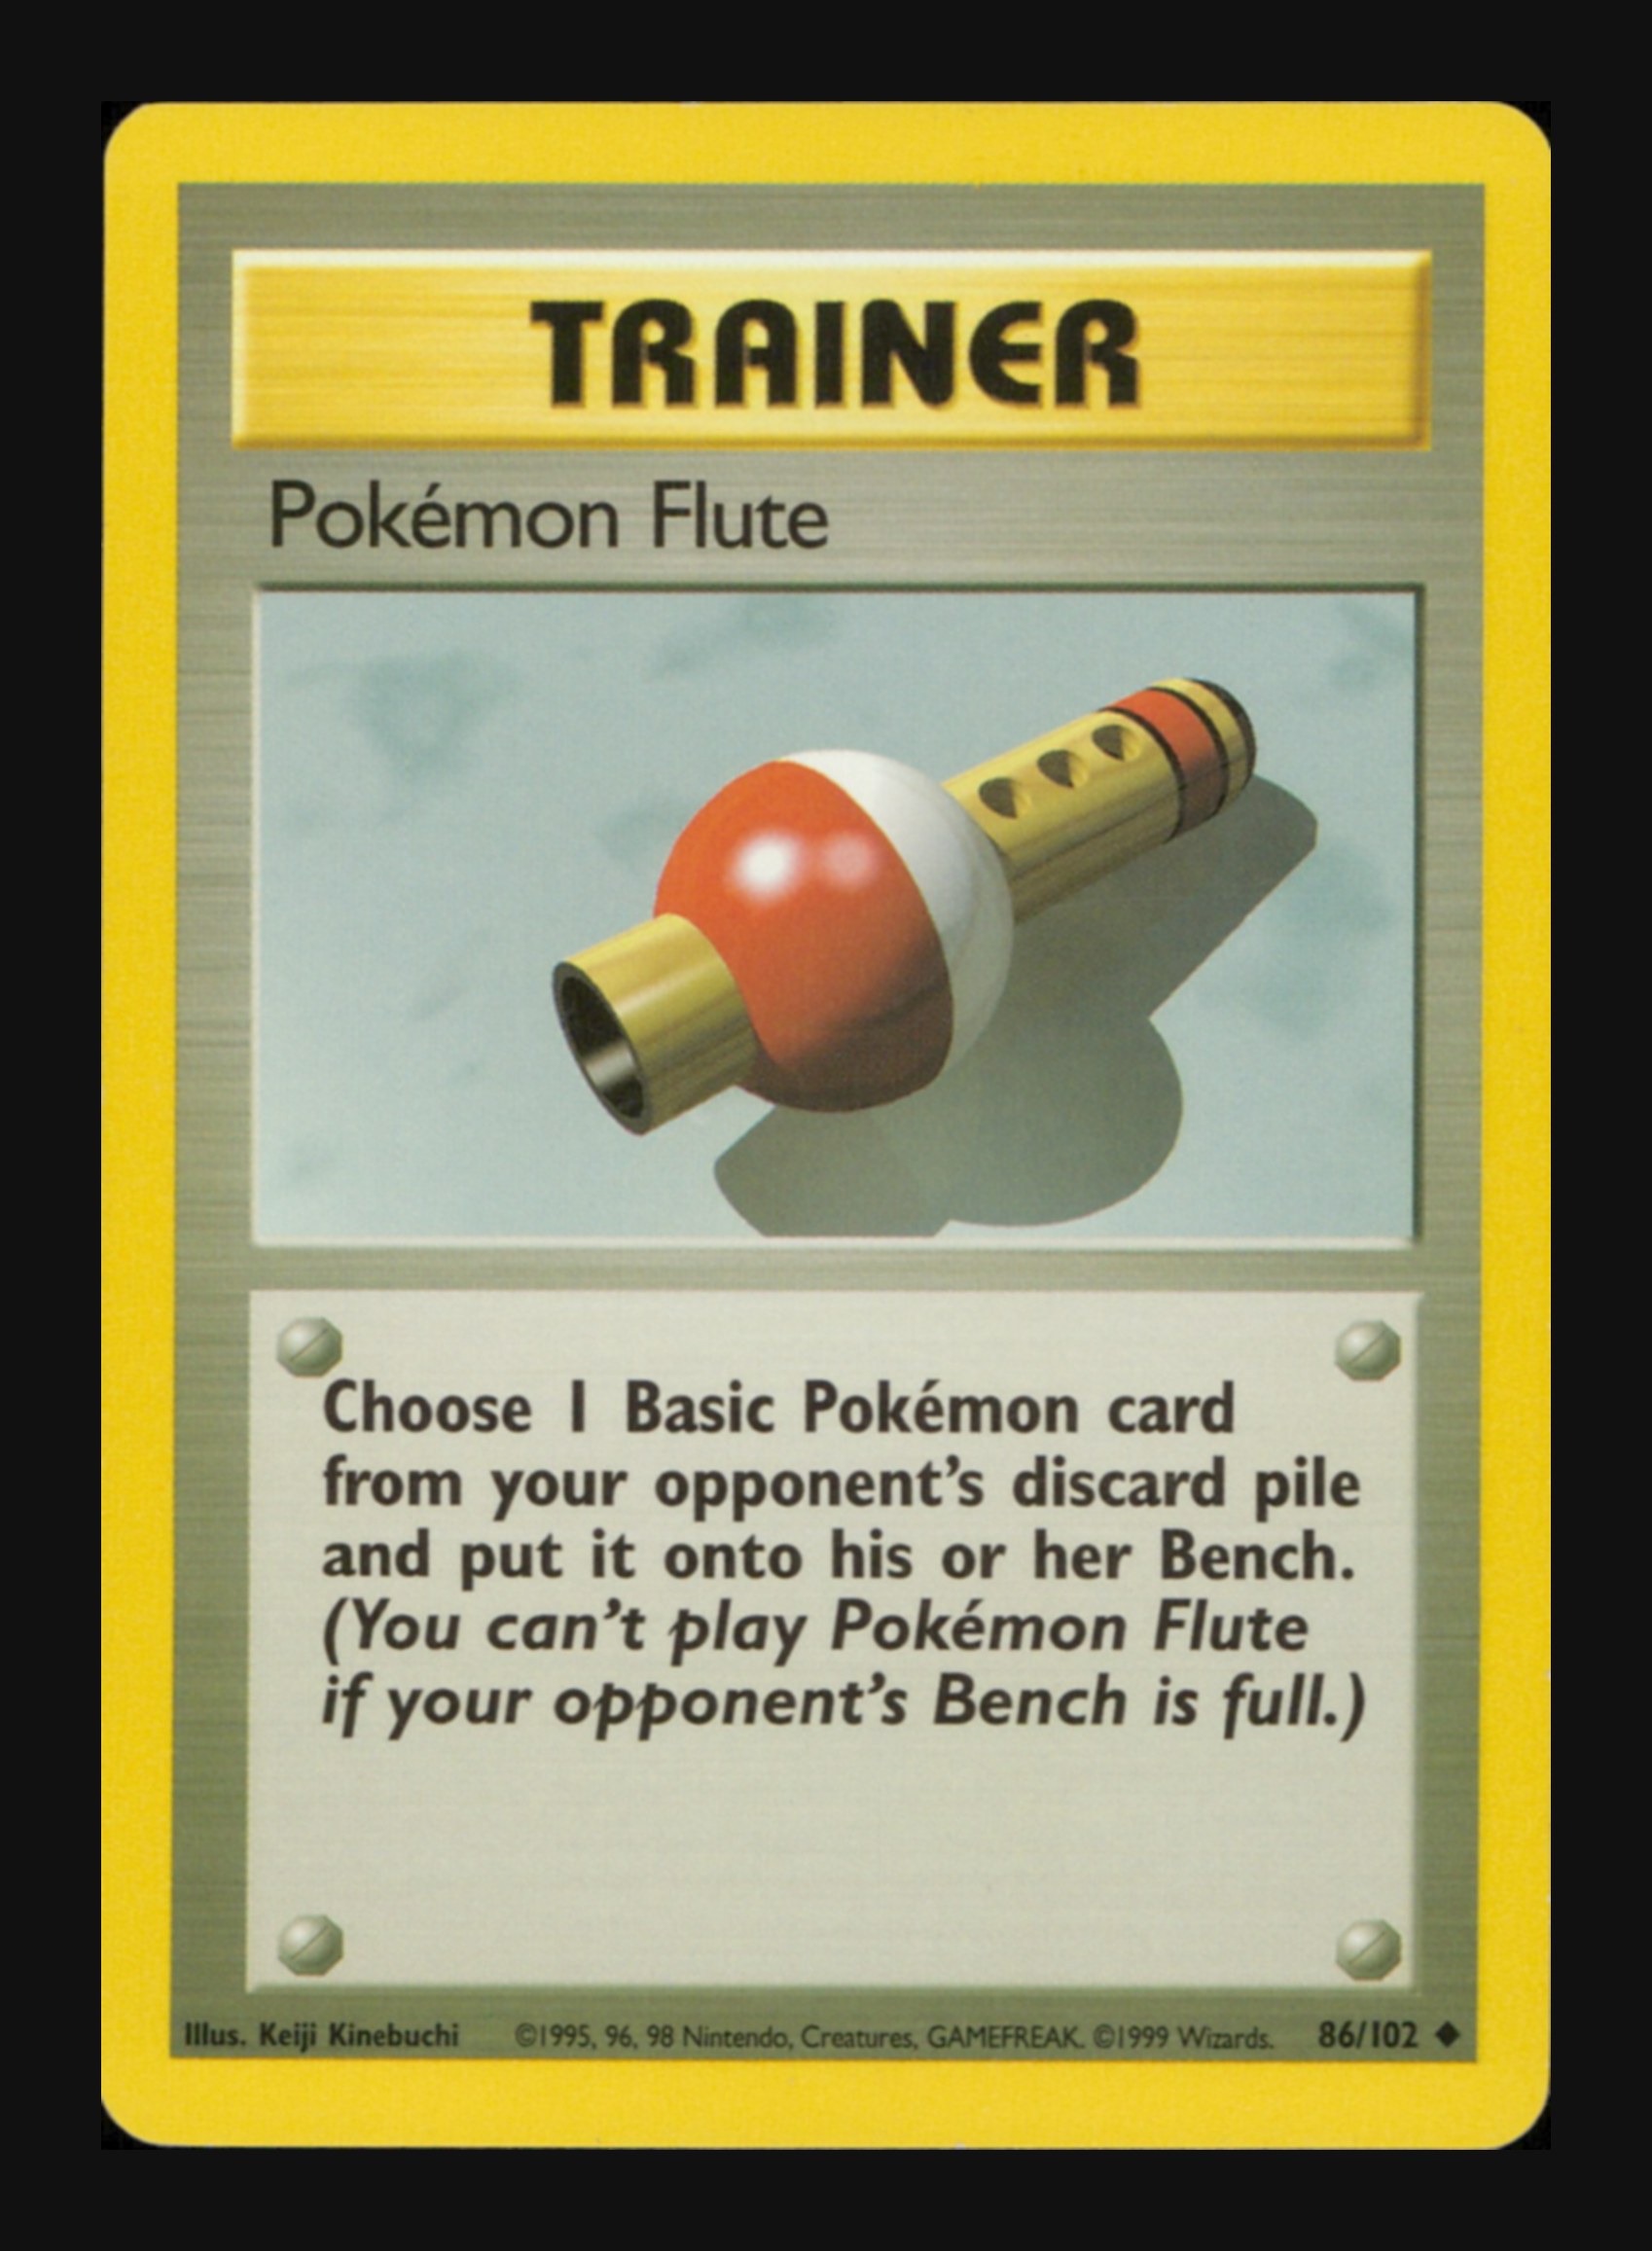 TRAINER
Pokémon Flute
Choose 1 Basic Pokémon card
from your opponent's discard pile
and put it onto his or her Bench.
(You can't play Pokémon Flute
if your opponent's Bench is full.)
Illus. Keiji Kinebuchi ©1995, 96, 98 Nintendo, Creatures, GAMEFREAK. ©1999 Wizards. 86/102 ◆